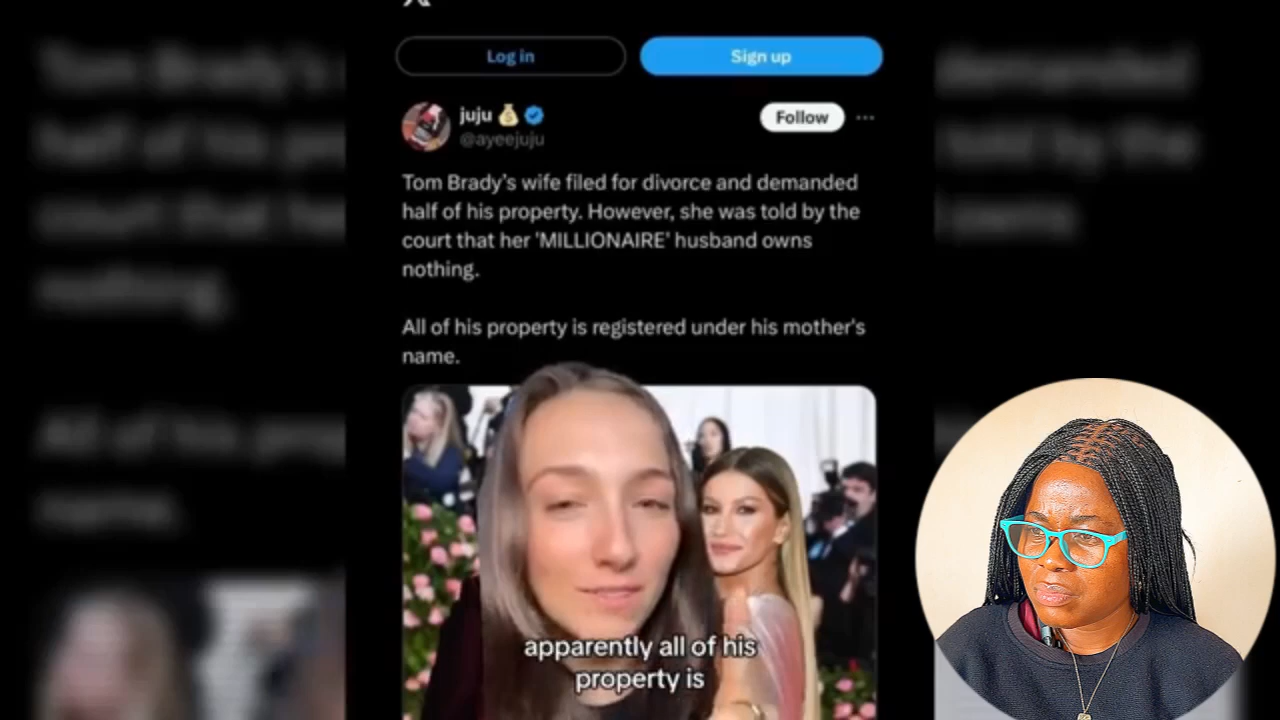 Log in
Sign up
juju 💰
Follow
@ayeejuju
Tom Brady's wife filed for divorce and demanded
half of his property. However, she was told by the
court that her 'MILLIONAIRE' husband owns
nothing.
All of his property is registered under his mother's
name.
apparently all of his
property is